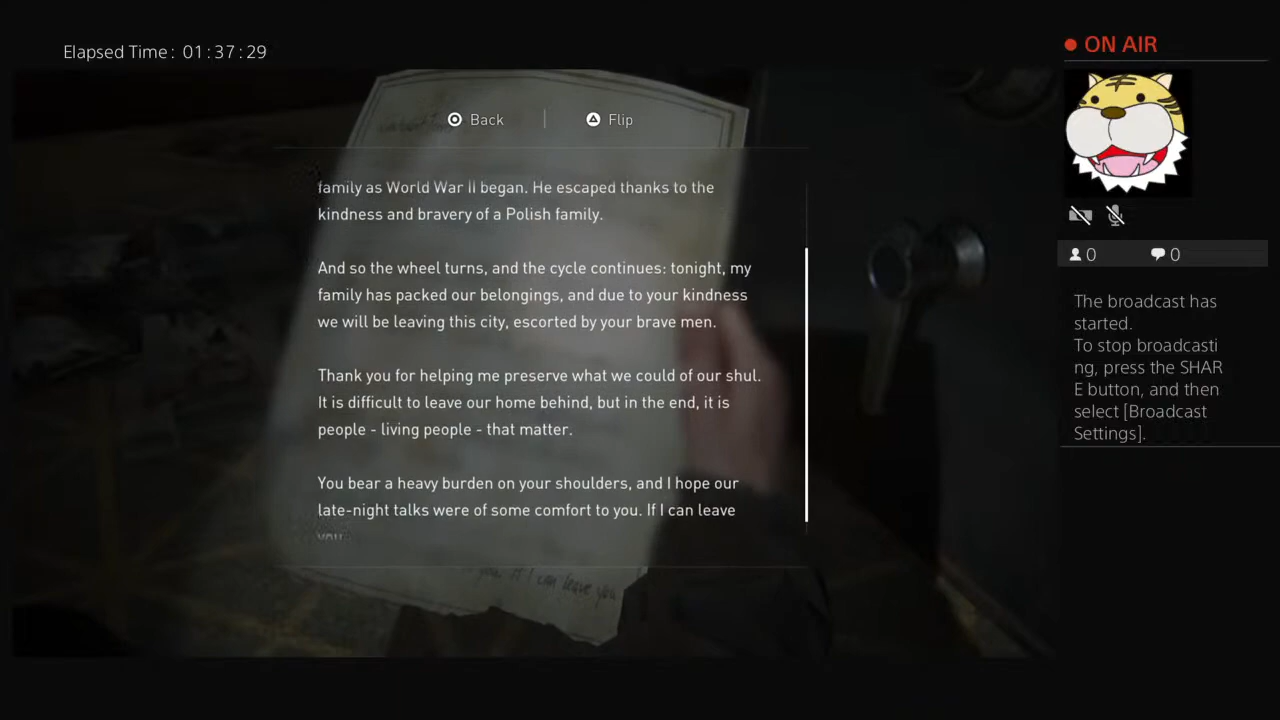 Elapsed Time: 01:37:29
ON AIR
Back
Flip
family as World War II began. He escaped thanks to the
kindness and bravery of a Polish family.
And so the wheel turns, and the cycle continues: tonight, my
family has packed our belongings, and due to your kindness
we will be leaving this city, escorted by your brave men.
Thank you for helping me preserve what we could of our shul.
It is difficult to leave our home behind, but in the end, it is
people - living people - that matter.
You bear a heavy burden on your shoulders, and I hope our
late-night talks were of some comfort to you. If I can leave
you
you. If I can leave you
0
0
The broadcast has
started.
To stop broadcasti
ng, press the SHAR
E button, and then
select [Broadcast
Settings].